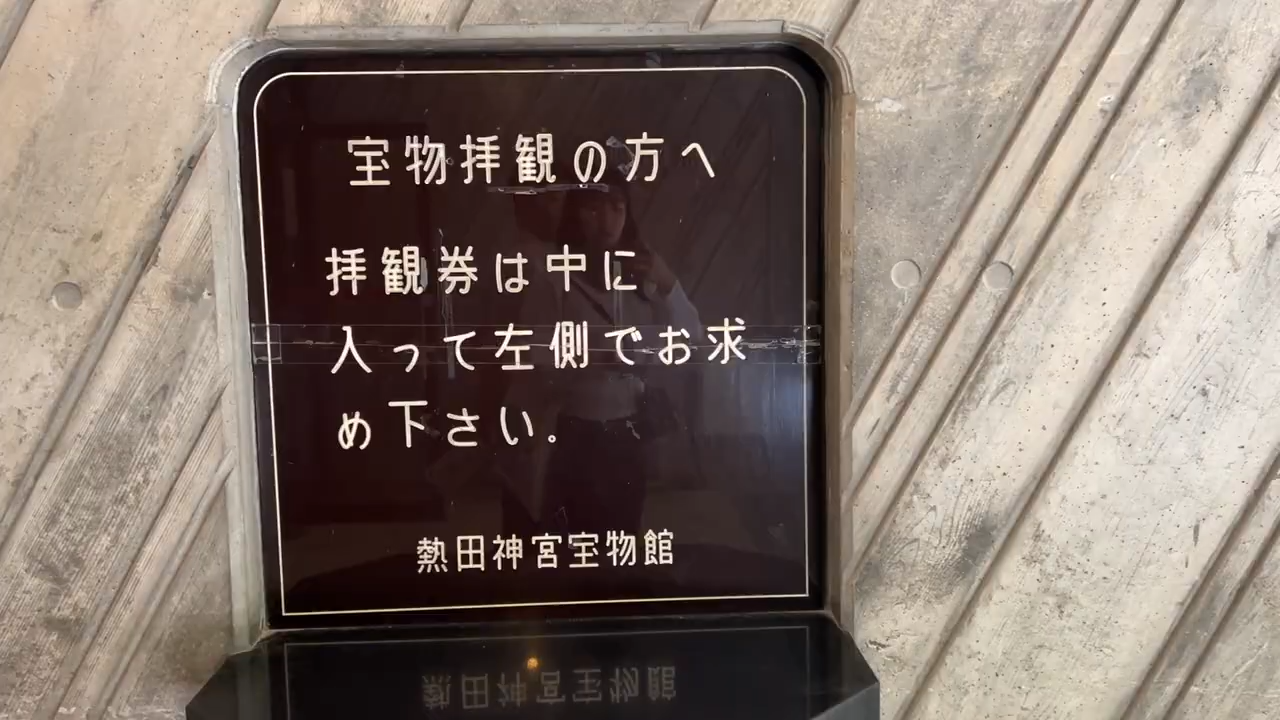 宝物拝観の方へ
拝観券は中に
入って左側でお求
め下さい。
熱田神宮宝物館